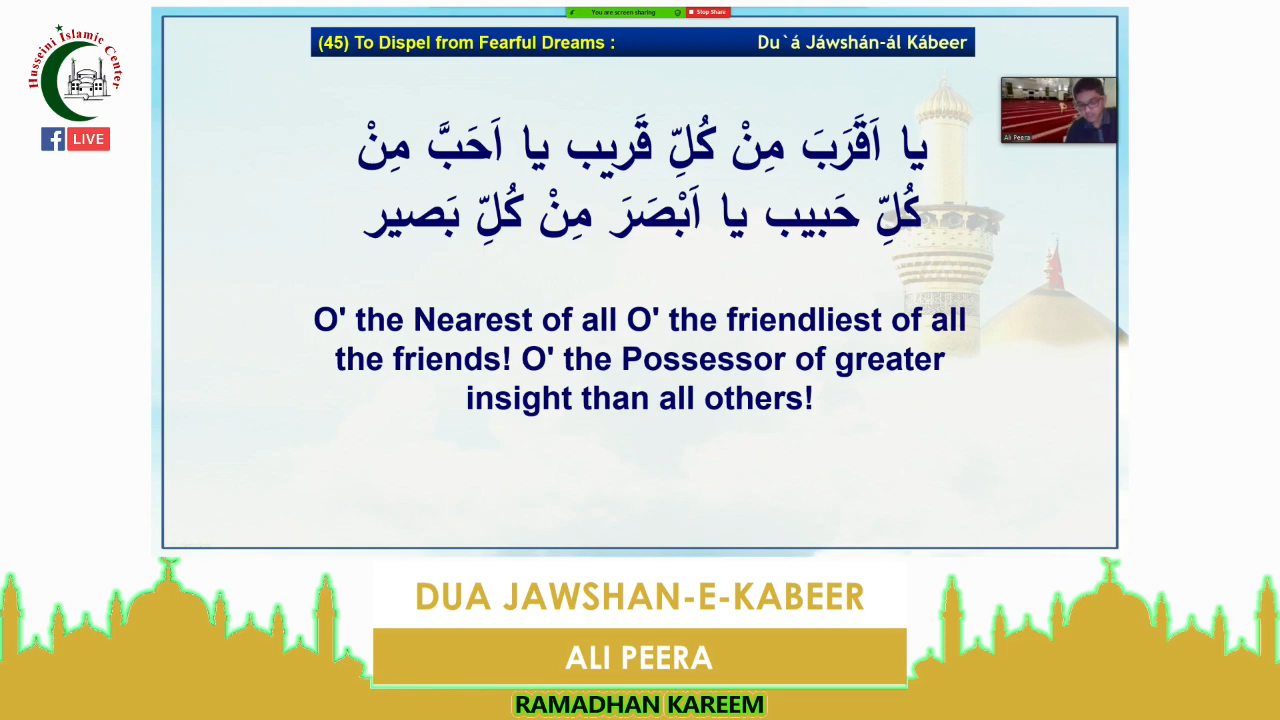 You are screen sharing
Stop Share
Husseini Islamic Center
LIVE
(45) To Dispel from Fearful Dreams :
Du`á Jáwshán-ál Kábeer
Ali Peera
يا اَقَرَبَ مِنْ كُلِّ قَريب يا اَحَبَّ مِنْ
كُلِّ حَبيب يا اَبْصَرَ مِنْ كُلِّ بَصير
O' the Nearest of all O' the friendliest of all
the friends! O' the Possessor of greater
insight than all others!
DUA JAWSHAN-E-KABEER
ALI PEERA
RAMADHAN KAREEM